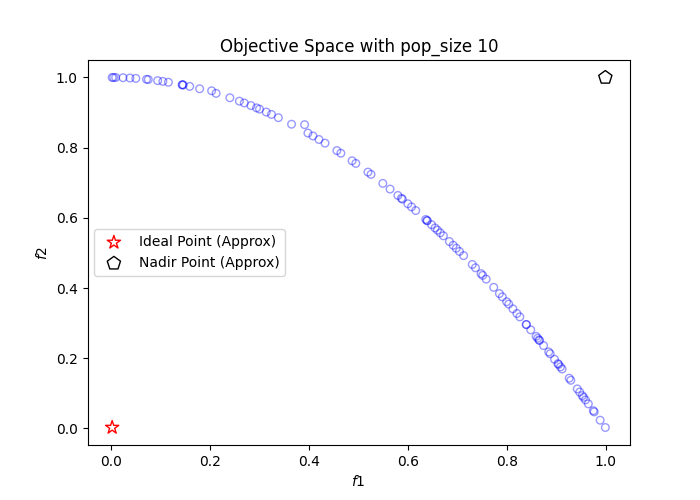 Objective Space with pop_size 10
1.0
0.8
0.6
0.4
0.2
0.0
f2
Ideal Point (Approx)
Nadir Point (Approx)
0.0 0.2 0.4 0.6 0.8 1.0
f1